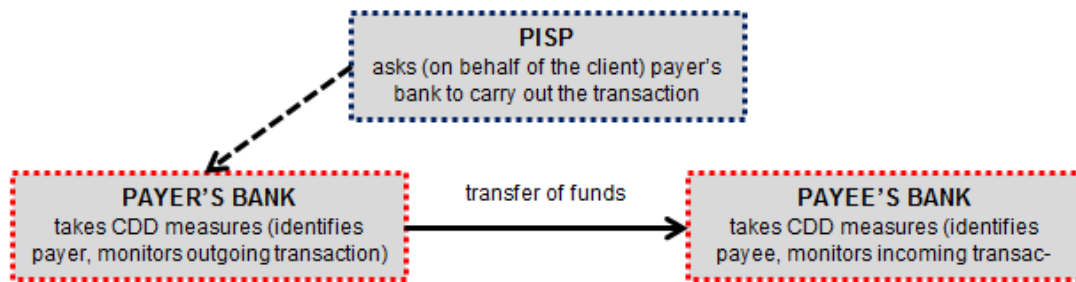 PISP
asks (on behalf of the client) payer's
bank to carry out the transaction
PAYER'S BANK
takes CDD measures (identifies
payer, monitors outgoing transaction)
transfer of funds
PAYEE'S BANK
takes CDD measures (identifies
payee, monitors incoming transac-